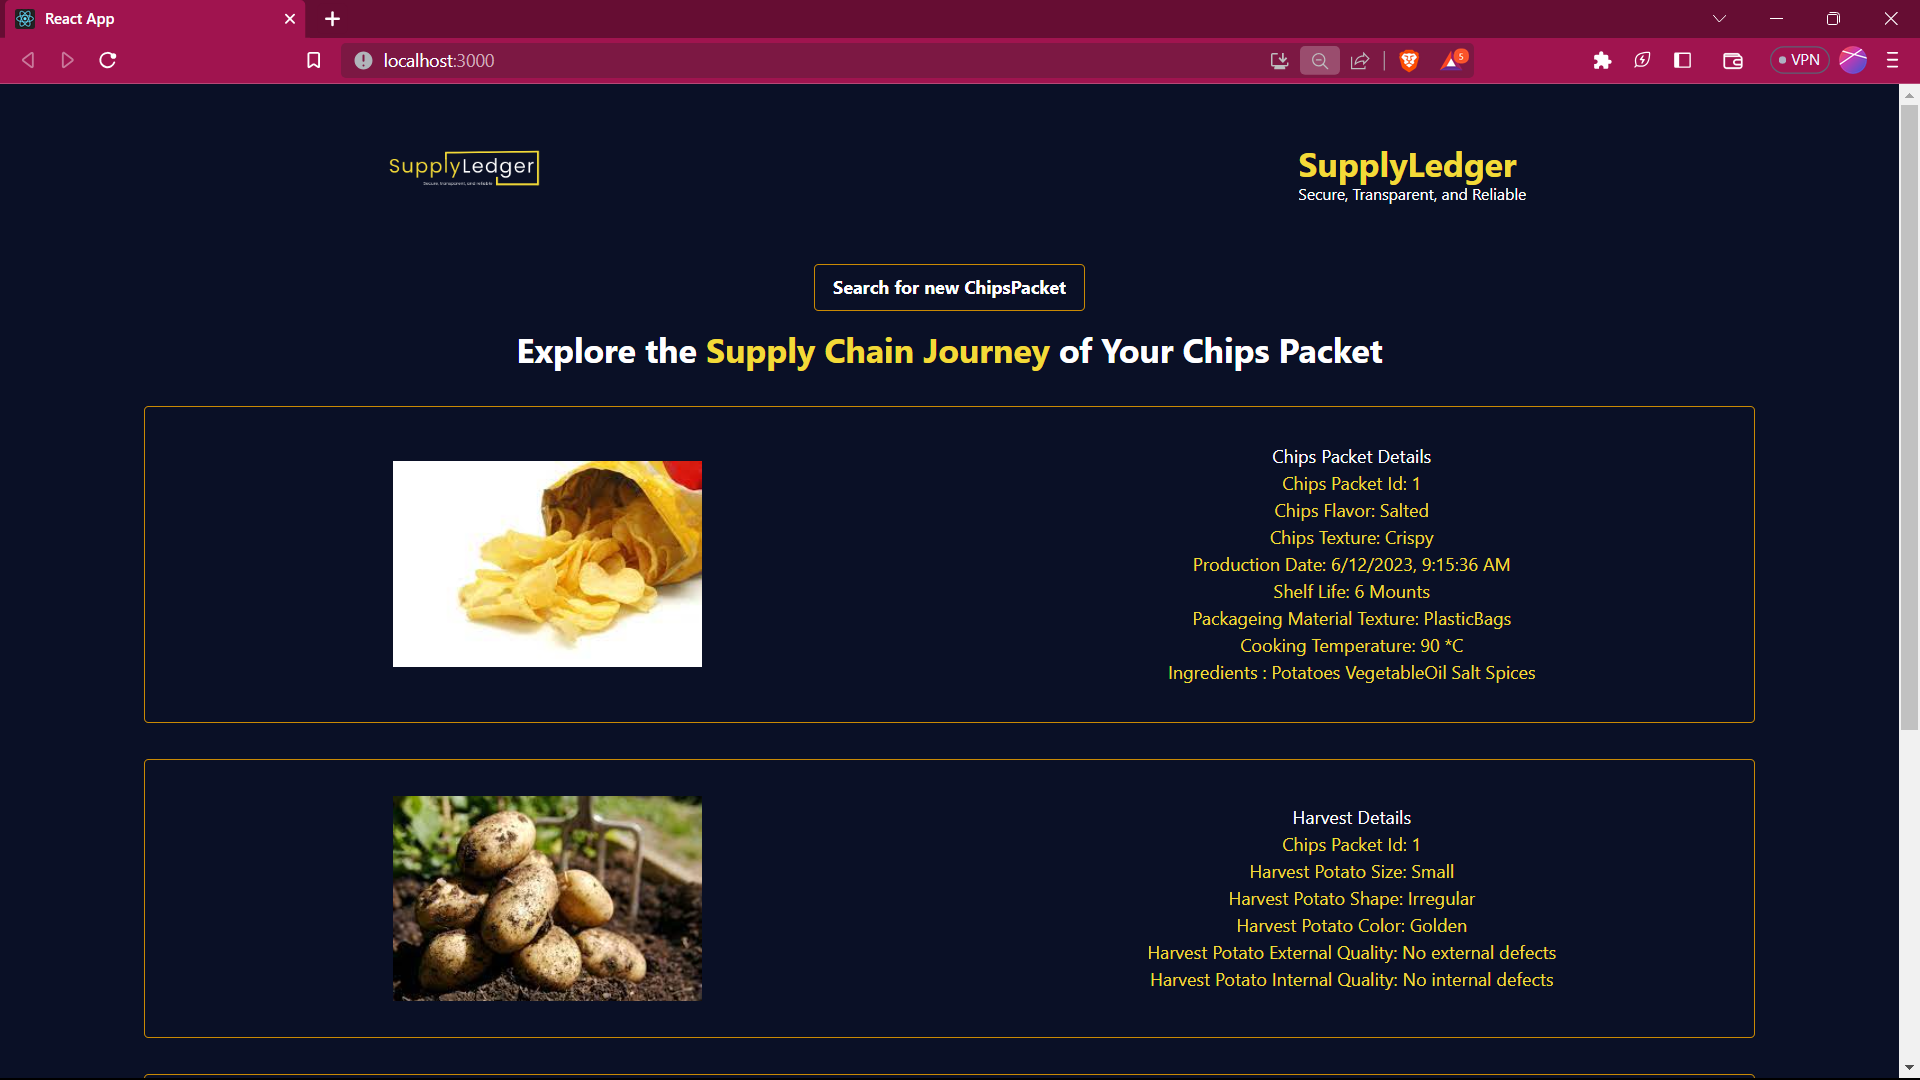 React App
localhost:3000
5
VPN
SupplyLedger
Secure, transparent, and reliable
SupplyLedger
Secure, Transparent, and Reliable
Search for new ChipsPacket
Explore the Supply Chain Journey of Your Chips Packet
Chips Packet Details
Chips Packet Id: 1
Chips Flavor: Salted
Chips Texture: Crispy
Production Date: 6/12/2023, 9:15:36 AM
Shelf Life: 6 Mounts
Packageing Material Texture: PlasticBags
Cooking Temperature: 90 *C
Ingredients : Potatoes VegetableOil Salt Spices
Harvest Details
Chips Packet Id: 1
Harvest Potato Size: Small
Harvest Potato Shape: Irregular
Harvest Potato Color: Golden
Harvest Potato External Quality: No external defects
Harvest Potato Internal Quality: No internal defects